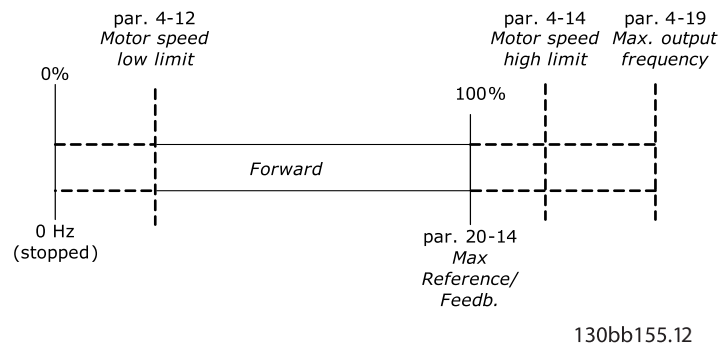 par. 4-12
Motor speed
low limit
par. 4-14
Motor speed
high limit
par. 4-19
Max. output
frequency
0%
100%
Forward
0 Hz
(stopped)
par. 20-14
Max
Reference/
Feedb.
130bb155.12